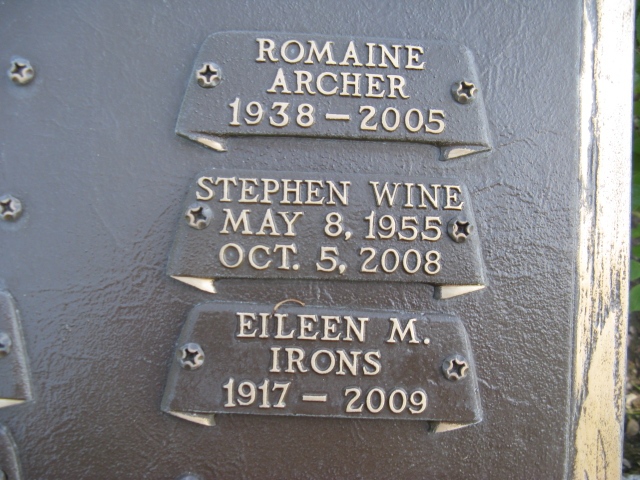 ROMAINE
ARCHER
1938 – 2005
STEPHEN WINE
MAY 8, 1955
OCT. 5, 2008
EILEEN M.
IRONS
1917 – 2009